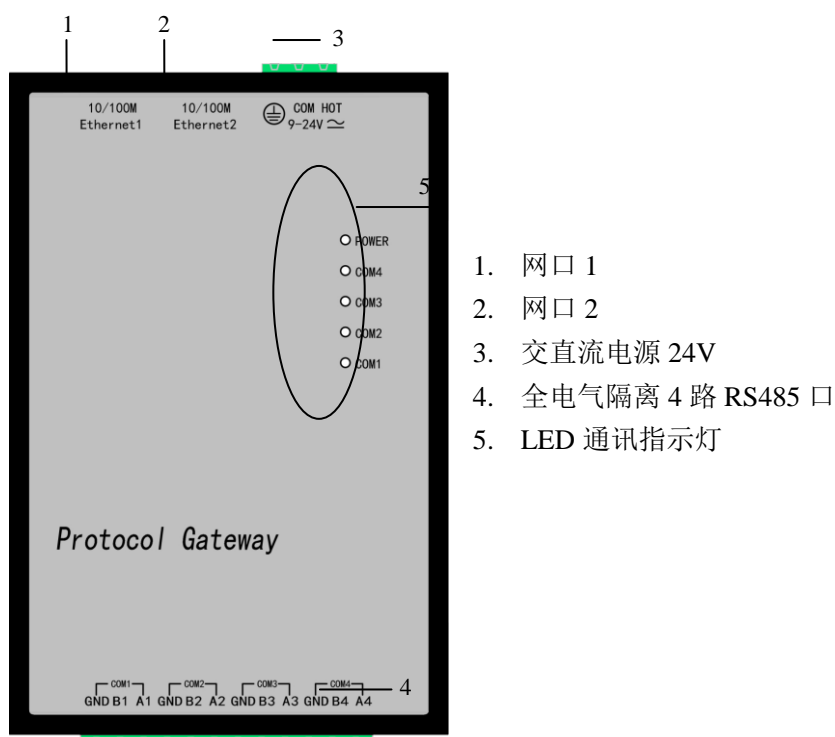 1 2 3
10/100M 10/100M COM HOT
Ethernet1 Ethernet2 9-24V
5
POWER
COM4
COM3
COM2
COM1
1. 网口 1
2. 网口 2
3. 交直流电源 24V
4. 全电气隔离 4 路 RS485 口
5. LED 通讯指示灯
Protocol Gateway
COM1 COM2 COM3 COM4 4
GND B1 A1 GND B2 A2 GND B3 A3 GND B4 A4